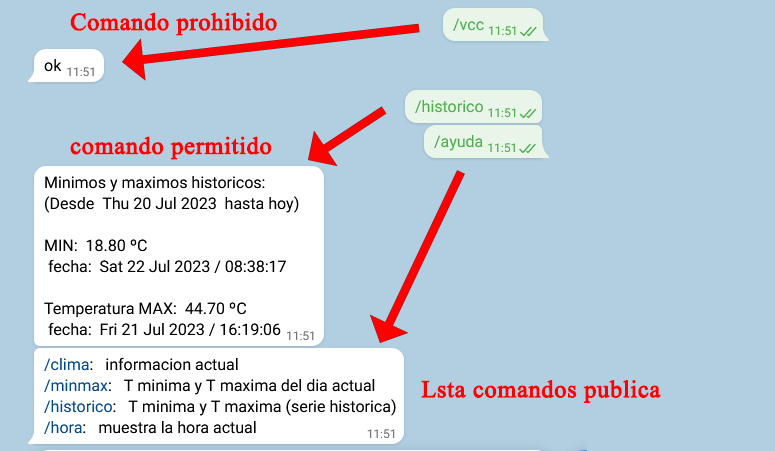 Comando prohibido
/vcc 11:51
ok 11:51
/historico 11:51
/ayuda 11:51
comando permitido
Minimos y maximos historicos:
(Desde Thu 20 Jul 2023 hasta hoy)
MIN: 18.80 ºC
fecha: Sat 22 Jul 2023 / 08:38:17
Temperatura MAX: 44.70 ºC
fecha: Fri 21 Jul 2023 / 16:19:06 11:51
/clima: informacion actual
/minmax: T minima y T maxima del dia actual
/historico: T minima y T maxima (serie historica)
/hora: muestra la hora actual 11:51
Lsta comandos publica